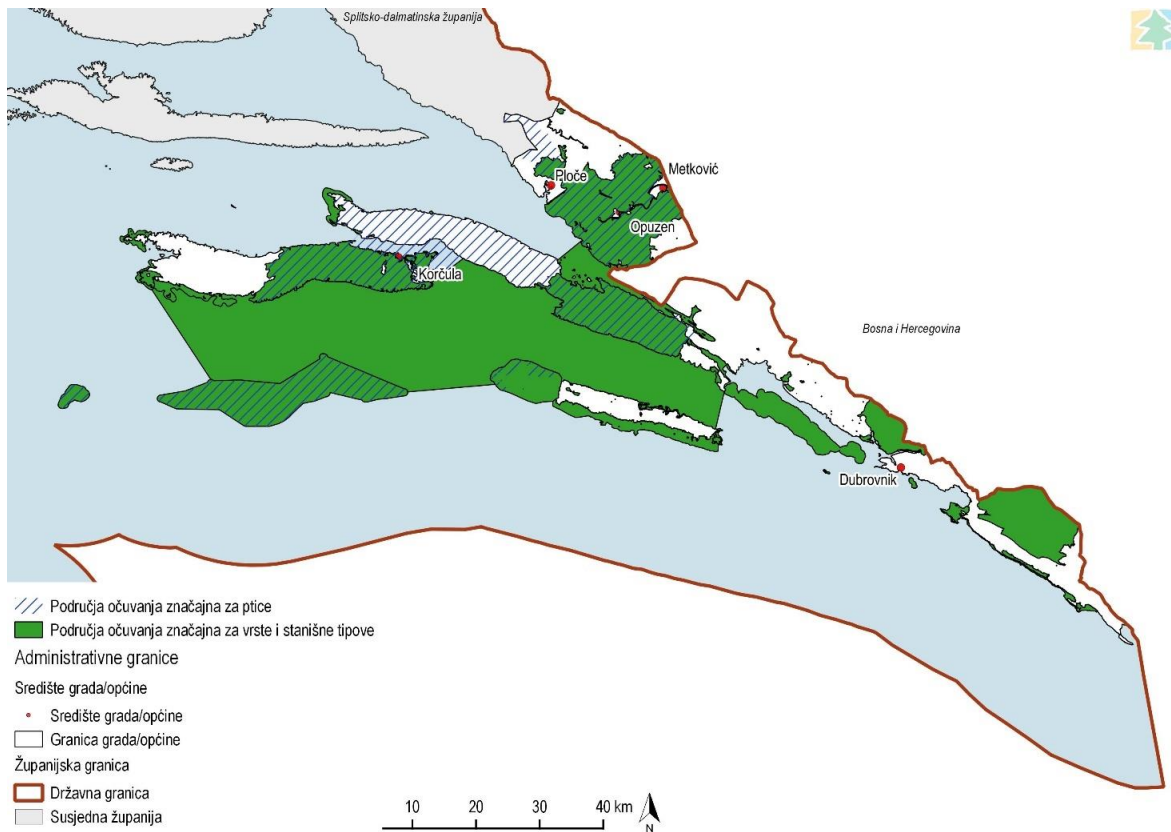 Splitsko-dalmatinska županija
Metković
Ploče
Opuzen
Korčula
Bosna i Hercegovina
Dubrovnik
Područja očuvanja značajna za ptice
Područja očuvanja značajna za vrste i stanišne tipove
Administrativne granice
Središte grada/općine
Središte grada/općine
Granica grada/općine
Županijska granica
Državna granica
Susjedna županija
10 20 30 40 km
N